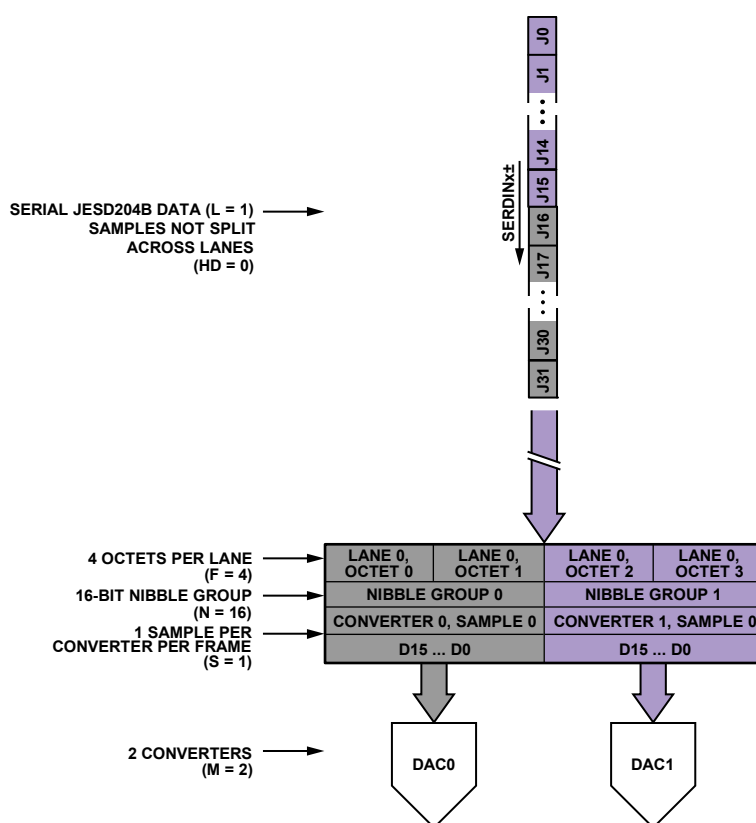 J0
J1
J14
J15
J16
J17
J30
J31
SERDINx±
SERIAL JESD204B DATA (L = 1)
SAMPLES NOT SPLIT
ACROSS LANES
(HD = 0)
4 OCTETS PER LANE
(F = 4)
LANE 0,
OCTET 0
LANE 0,
OCTET 1
LANE 0,
OCTET 2
LANE 0,
OCTET 3
16-BIT NIBBLE GROUP
(N = 16)
NIBBLE GROUP 0
NIBBLE GROUP 1
1 SAMPLE PER
CONVERTER PER FRAME
(S = 1)
CONVERTER 0, SAMPLE 0
CONVERTER 1, SAMPLE 0
D15 ... D0
D15 ... D0
2 CONVERTERS
(M = 2)
DAC0
DAC1